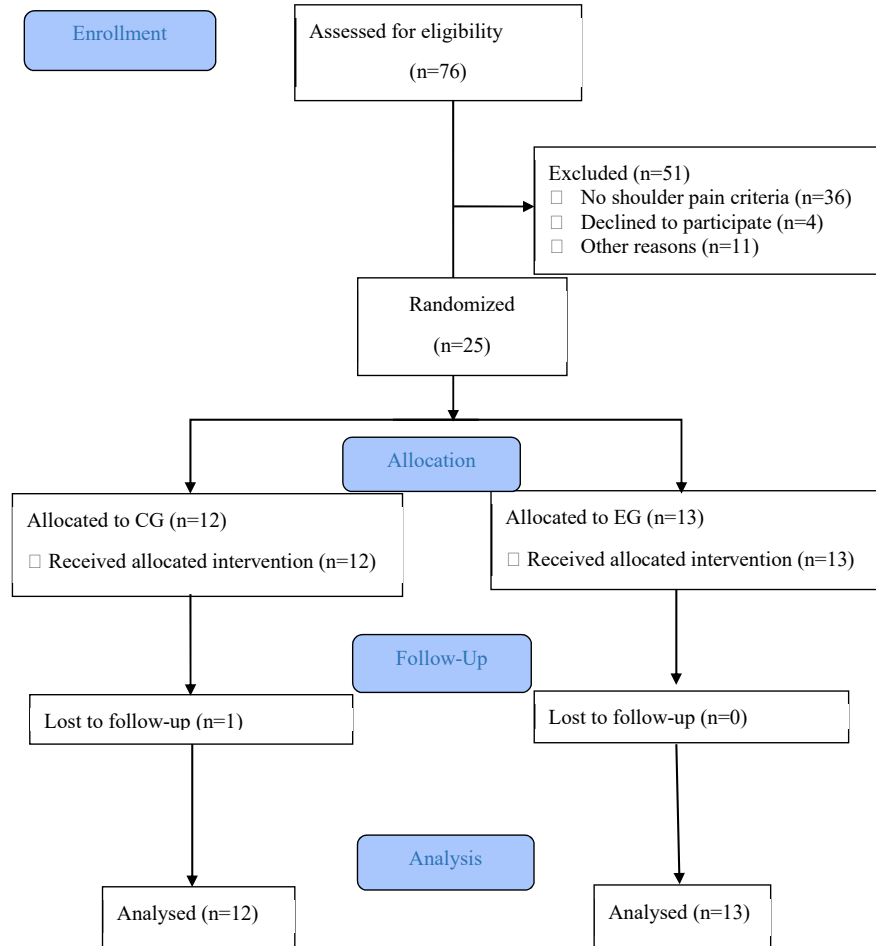 Enrollment
Assessed for eligibility
(n=76)
Excluded (n=51)
No shoulder pain criteria (n=36)
Declined to participate (n=4)
Other reasons (n=11)
Randomized
(n=25)
Allocation
Allocated to CG (n=12)
Received allocated intervention (n=12)
Allocated to EG (n=13)
Received allocated intervention (n=13)
Follow-Up
Lost to follow-up (n=1)
Lost to follow-up (n=0)
Analysis
Analysed (n=12)
Analysed (n=13)